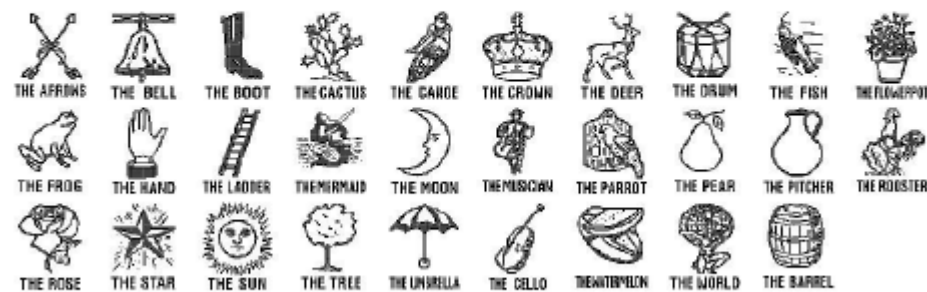 THE ARROWS THE BELL THE BOOT THE CACTUS THE CANOE THE CROWN THE DEER THE DRUM THE FISH THE FLOWERPOT
THE FROG THE HAND THE LADDER THE MERMAID THE MOON THE MUSICIAN THE PARROT THE PEAR THE PITCHER THE ROOSTER
THE ROSE THE STAR THE SUN THE TREE THE UMBRELLA THE CELLO THE WATERMELON THE WORLD THE BARREL